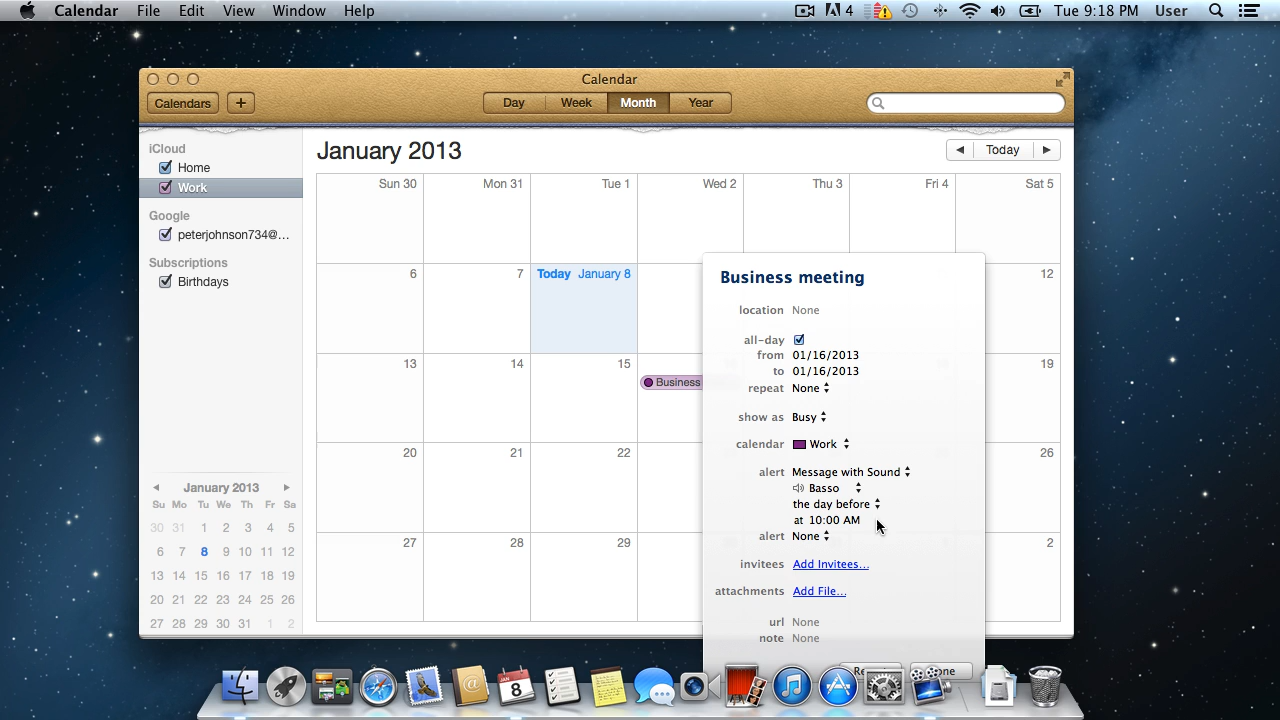 Calendar File Edit View Window Help 4 Tue 9:18 PM User
Calendar
Calendars + Day Week Month Year
iCloud
Home
Work
Google
peterjohnson734@...
Subscriptions
Birthdays
January 2013
Su Mo Tu We Th Fr Sa
30 31 1 2 3 4 5
6 7 8 9 10 11 12
13 14 15 16 17 18 19
20 21 22 23 24 25 26
27 28 29 30 31 1 2
January 2013
Today
Sun 30 Mon 31 Tue 1 Wed 2 Thu 3 Fri 4 Sat 5
6 7 Today January 8 12
13 14 15 19
Business
20 21 22 26
27 28 29 2
Business meeting
location None
all-day
from 01/16/2013
to 01/16/2013
repeat None
show as Busy
calendar Work
alert Message with Sound
Basso
the day before
at 10:00 AM
alert None
invitees Add Invitees...
attachments Add File...
url None
note None
JAN
8